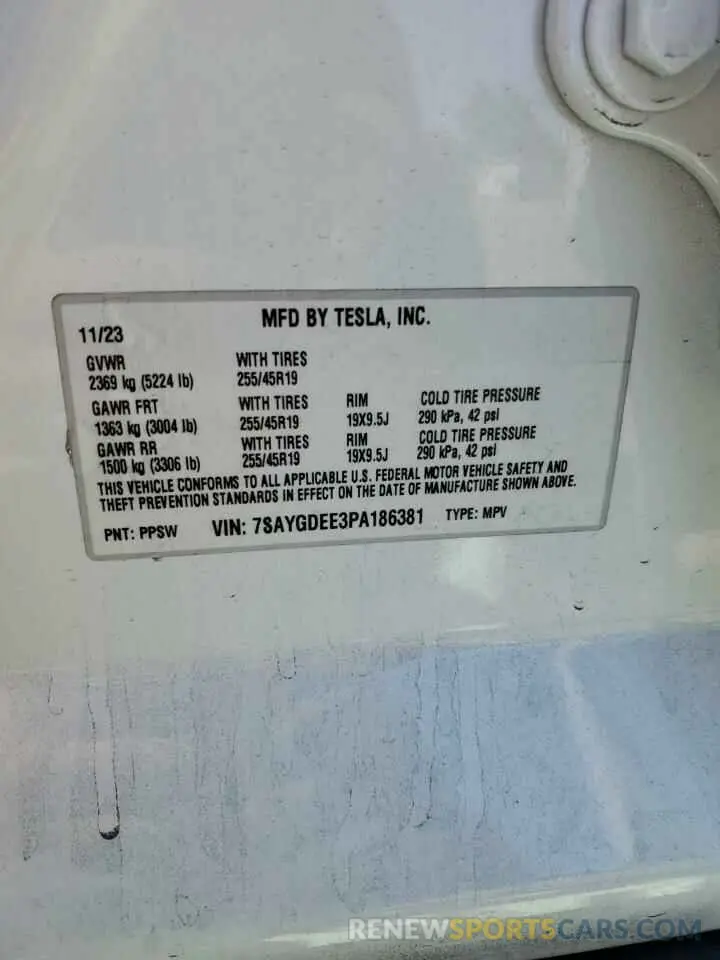 MFD BY TESLA, INC.
11/23
GVWR WITH TIRES
2369 kg (5224 lb) 255/45R19
GAWR FRT WITH TIRES RIM COLD TIRE PRESSURE
1363 kg (3004 lb) 255/45R19 19X9.5J 290 kPa, 42 psi
GAWR RR WITH TIRES RIM COLD TIRE PRESSURE
1500 kg (3306 lb) 255/45R19 19X9.5J 290 kPa, 42 psi
THIS VEHICLE CONFORMS TO ALL APPLICABLE U.S. FEDERAL MOTOR VEHICLE SAFETY AND
THEFT PREVENTION STANDARDS IN EFFECT ON THE DATE OF MANUFACTURE SHOWN ABOVE.
PNT: PPSW VIN: 7SAYGDEE3PA186381 TYPE: MPV
RENEWSPORTSCARS.COM